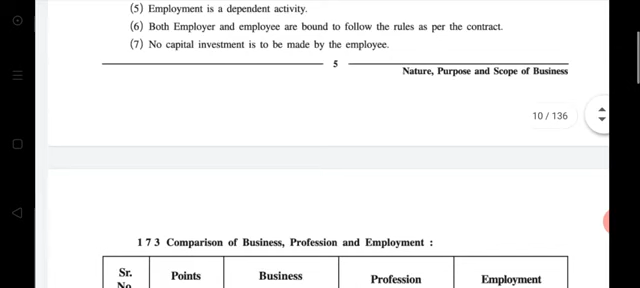 (5) Employment is a dependent activity.
(6) Both Employer and employee are bound to follow the rules as per the contract.
(7) No capital investment is to be made by the employee.
5
Nature, Purpose and Scope of Business
10 / 136
1 7 3 Comparison of Business, Profession and Employment :
Sr. No Points Business Profession Employment